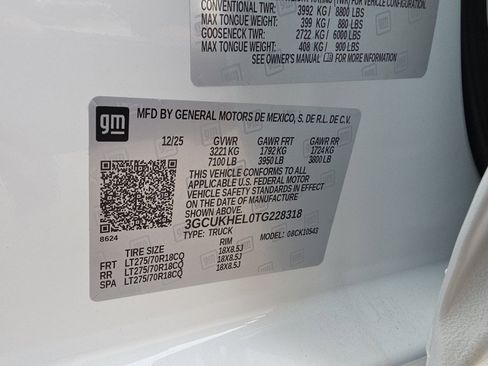 CONVENTIONAL TWR: 3992 KG / 8800 LBS
MAX TONGUE WEIGHT: 399 KG / 880 LBS
GOOSENECK TWR: 2722 KG / 6000 LBS
MAX TONGUE WEIGHT: 408 KG / 900 LBS
SEE OWNER'S MANUAL
gm
MFD BY GENERAL MOTORS DE MEXICO, S. DE R.L. DE C.V.
12/25 GVWR GAWR FRT GAWR RR
3221 KG 1792 KG 1724 KG
7100 LB 3950 LB 3800 LB
THIS VEHICLE CONFORMS TO ALL
APPLICABLE U.S. FEDERAL MOTOR
VEHICLE SAFETY STANDARDS IN EFFECT ON
THE DATE OF MANUFACTURE SHOWN ABOVE.
3GCUKHEL0TG228318
TYPE: TRUCK MODEL: 08CK10543
8624
TIRE SIZE RIM
FRT LT275/70R18CQ 18X8.5J
RR LT275/70R18CQ 18X8.5J
SPA LT275/70R18CQ 18X8.5J